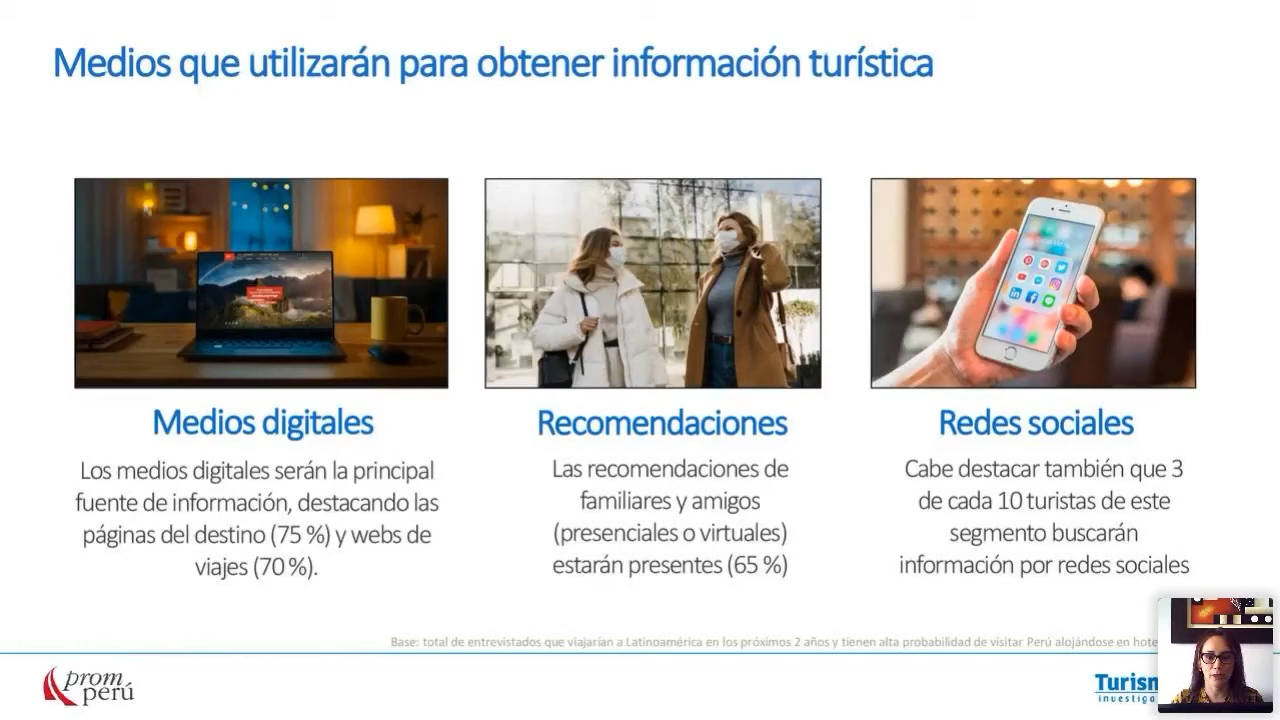 Medios que utilizarán para obtener información turística
Medios digitales
Los medios digitales serán la principal
fuente de información, destacando las
páginas del destino (75 %) y webs de
viajes (70 %).
Recomendaciones
Las recomendaciones de
familiares y amigos
(presenciales o virtuales)
estarán presentes (65 %)
Redes sociales
Cabe destacar también que 3
de cada 10 turistas de este
segmento buscarán
información por redes sociales
Base: total de entrevistados que viajarían a Latinoamérica en los próximos 2 años y tienen alta probabilidad de visitar Perú alojándose en
prom
perú